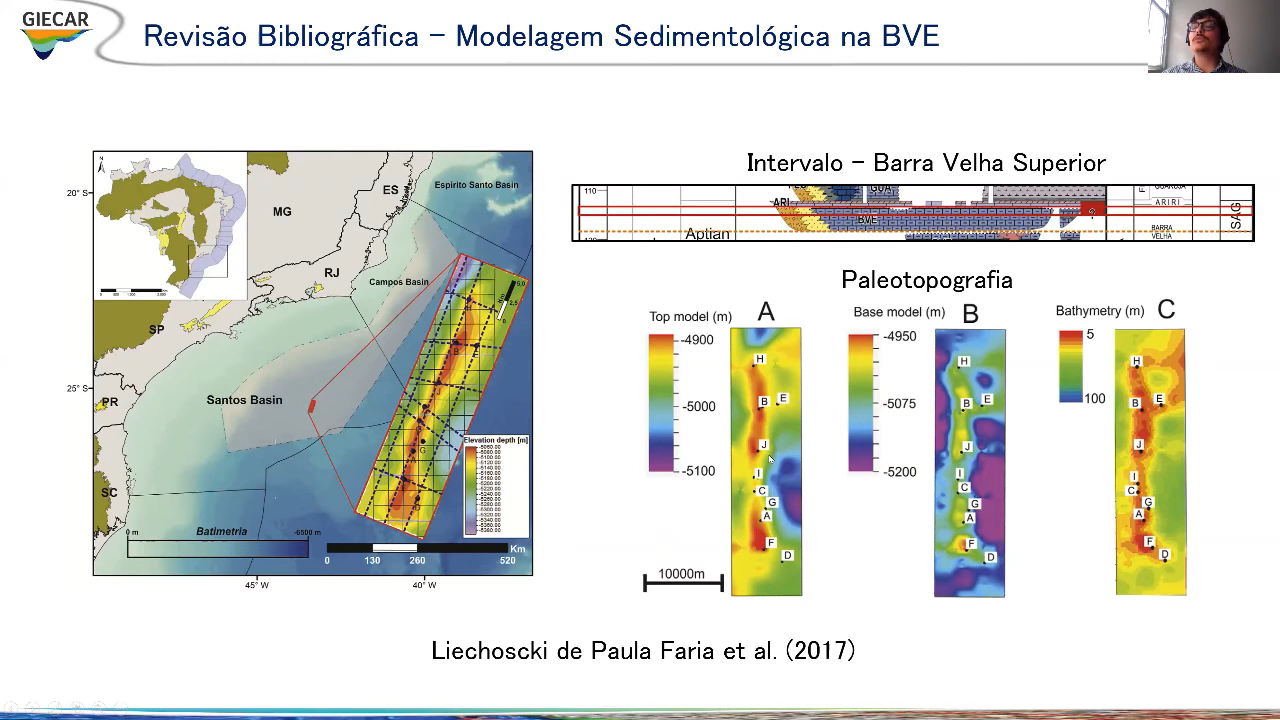 GIECAR
Revisão Bibliográfica – Modelagem Sedimentológica na BVE
20° S
25° S
45° W
40° W
N
ES
MG
RJ
SP
PR
SC
Espírito Santo Basin
Campos Basin
Santos Basin
Batimetria
0 m
-6500 m
Elevation depth [m]
Km
0
130
260
520
Intervalo – Barra Velha Superior
110
ARI
GUA
BVE
Aptian
ARIRI
BARRA
VELHA
SAG
Paleotopografia
Top model (m)
A
-4900
-5000
-5100
H
B
E
J
I
C
G
A
F
D
10000m
Base model (m)
B
-4950
-5075
-5200
H
B
E
J
I
C
G
A
F
D
Bathymetry (m)
C
5
100
H
B
E
J
I
C
G
A
F
D
Liechoscki de Paula Faria et al. (2017)